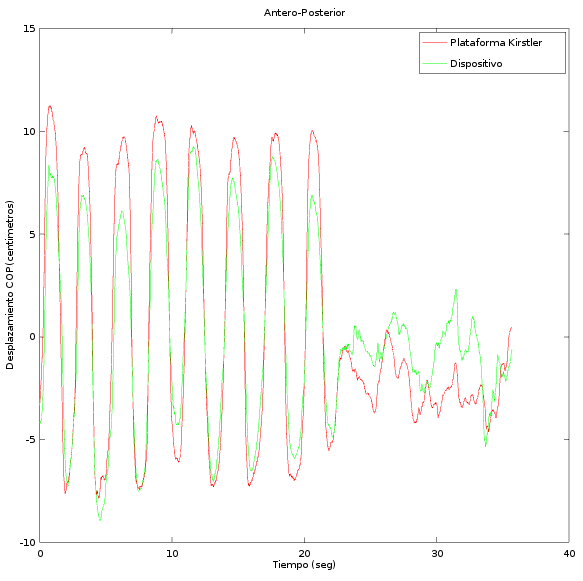 Antero-Posterior
Plataforma Kirstler
Dispositivo
15
10
5
0
-5
-10
Desplazamiento COP(centimetros)
0
10
20
30
40
Tiempo (seg)